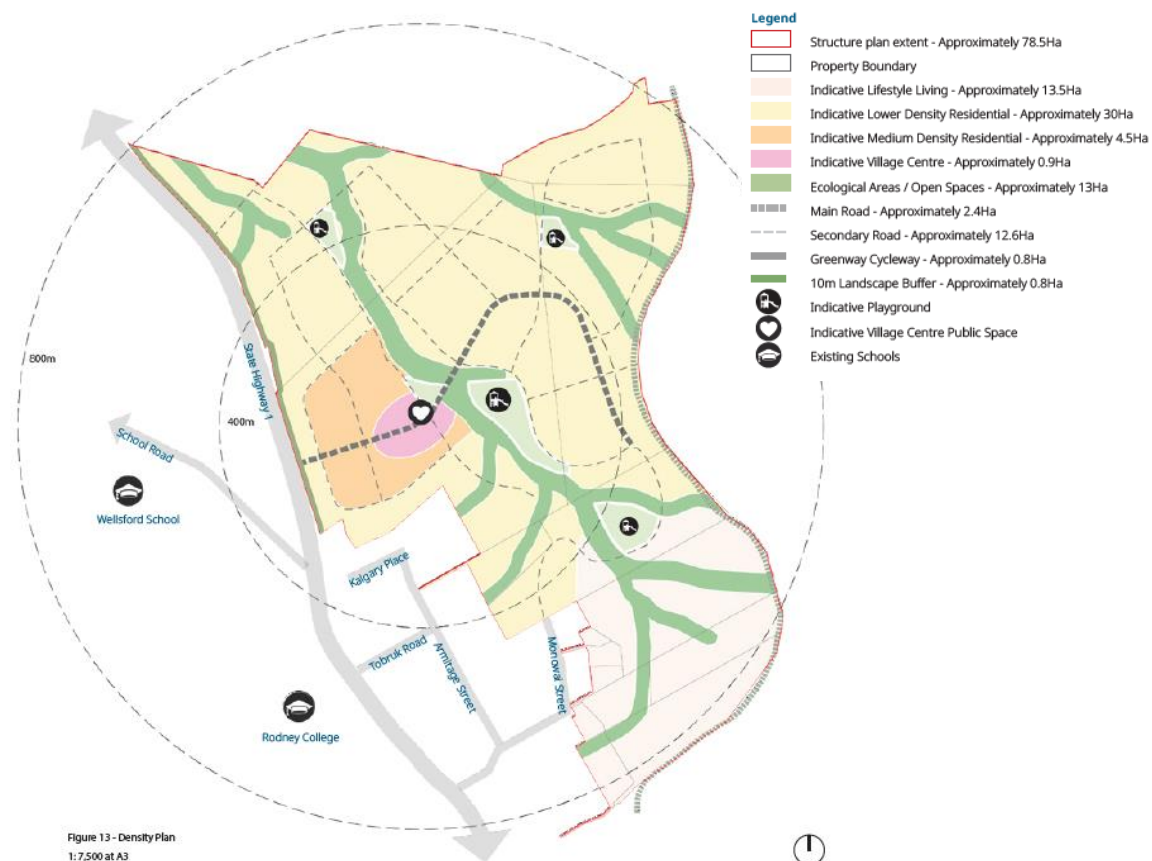 Legend
Structure plan extent - Approximately 78.5Ha
Property Boundary
Indicative Lifestyle Living - Approximately 13.5Ha
Indicative Lower Density Residential - Approximately 30Ha
Indicative Medium Density Residential - Approximately 4.5Ha
Indicative Village Centre - Approximately 0.9Ha
Ecological Areas / Open Spaces - Approximately 13Ha
Main Road - Approximately 2.4Ha
Secondary Road - Approximately 12.6Ha
Greenway Cycleway - Approximately 0.8Ha
10m Landscape Buffer - Approximately 0.8Ha
Indicative Playground
Indicative Village Centre Public Space
Existing Schools
800m
State Highway 1
400m
School Road
Wellsford School
Kalgary Place
Tobruk Road
Armitage Street
Monowai Street
Rodney College
Figure 13 - Density Plan
1: 7,500 at A3